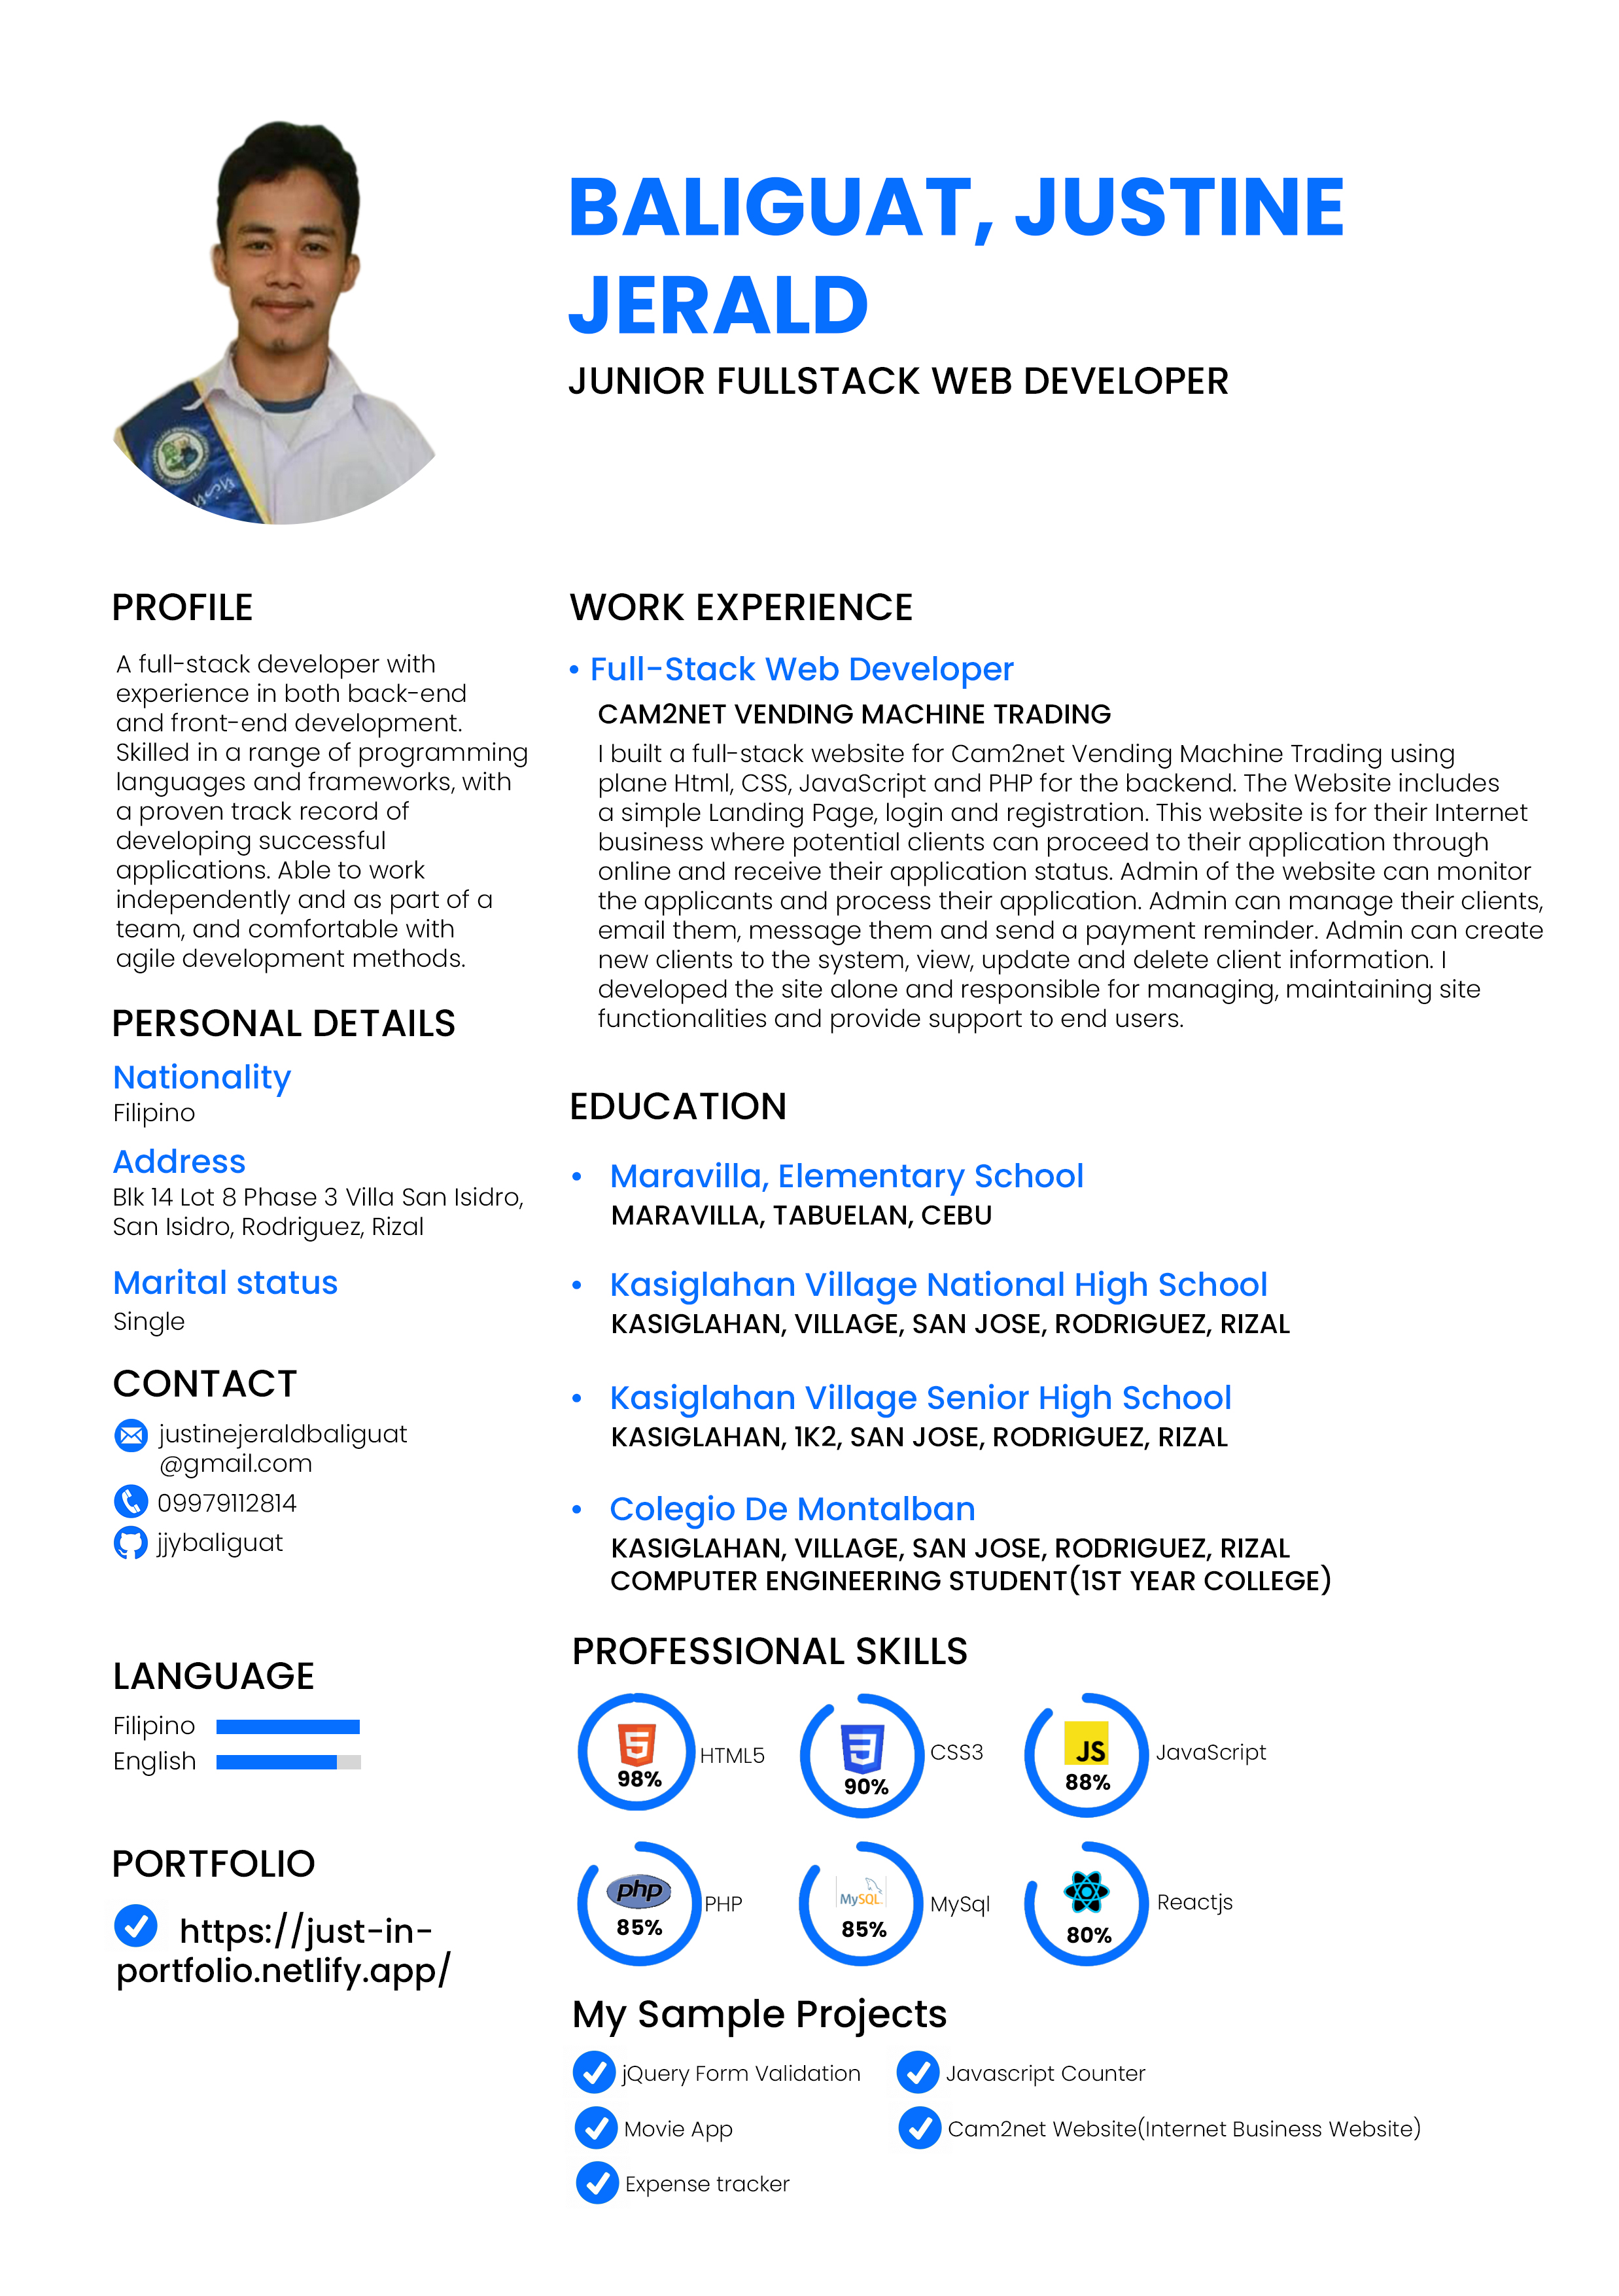 BALIGUAT, JUSTINE
JERALD
JUNIOR FULLSTACK WEB DEVELOPER
PROFILE
A full-stack developer with
experience in both back-end
and front-end development.
Skilled in a range of programming
languages and frameworks, with
a proven track record of
developing successful
applications. Able to work
independently and as part of a
team, and comfortable with
agile development methods.
PERSONAL DETAILS
Nationality
Filipino
Address
Blk 14 Lot 8 Phase 3 Villa San Isidro,
San Isidro, Rodriguez, Rizal
Marital status
Single
CONTACT
justinejeraldbaliguat
@gmail.com
09979112814
jjybaliguat
LANGUAGE
Filipino
English
PORTFOLIO
https://just-in-
portfolio.netlify.app/
WORK EXPERIENCE
• Full-Stack Web Developer
CAM2NET VENDING MACHINE TRADING
I built a full-stack website for Cam2net Vending Machine Trading using
plane Html, CSS, JavaScript and PHP for the backend. The Website includes
a simple Landing Page, login and registration. This website is for their Internet
business where potential clients can proceed to their application through
online and receive their application status. Admin of the website can monitor
the applicants and process their application. Admin can manage their clients,
email them, message them and send a payment reminder. Admin can create
new clients to the system, view, update and delete client information. I
developed the site alone and responsible for managing, maintaining site
functionalities and provide support to end users.
EDUCATION
• Maravilla, Elementary School
MARAVILLA, TABUELAN, CEBU
• Kasiglahan Village National High School
KASIGLAHAN, VILLAGE, SAN JOSE, RODRIGUEZ, RIZAL
• Kasiglahan Village Senior High School
KASIGLAHAN, 1K2, SAN JOSE, RODRIGUEZ, RIZAL
• Colegio De Montalban
KASIGLAHAN, VILLAGE, SAN JOSE, RODRIGUEZ, RIZAL
COMPUTER ENGINEERING STUDENT(1ST YEAR COLLEGE)
PROFESSIONAL SKILLS
5
98%
HTML5
3
90%
CSS3
JS
88%
JavaScript
php
85%
PHP
MySQL
85%
MySql
80%
Reactjs
My Sample Projects
jQuery Form Validation
Javascript Counter
Movie App
Cam2net Website(Internet Business Website)
Expense tracker